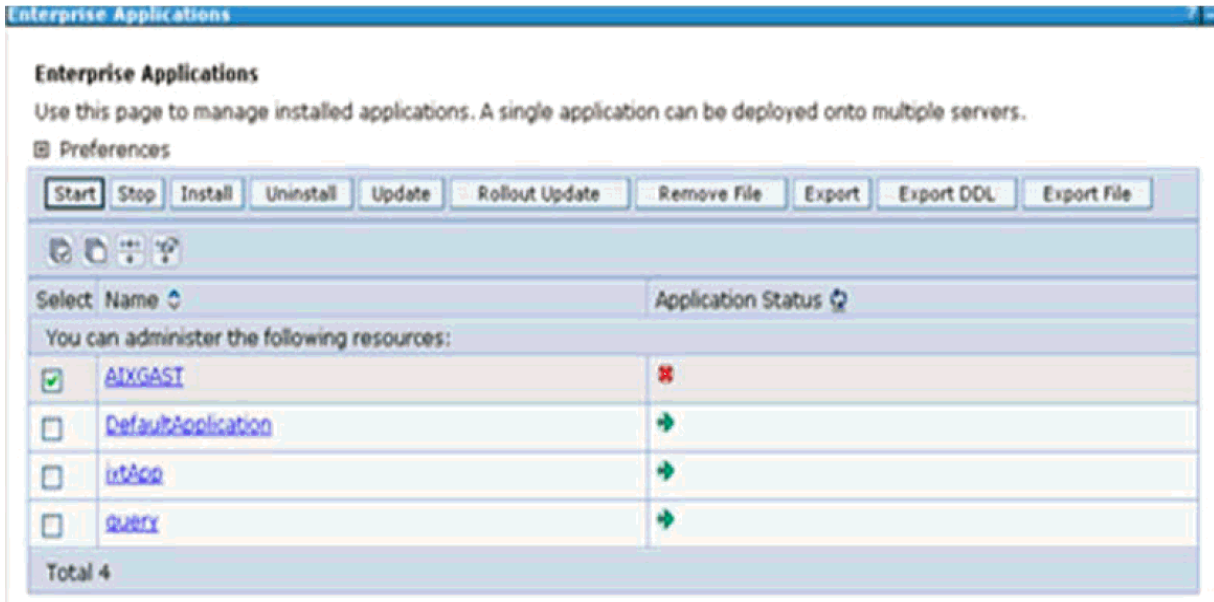 Enterprise Applications
Enterprise Applications
Use this page to manage installed applications. A single application can be deployed onto multiple servers.
Preferences
Start Stop Install Uninstall Update Rollout Update Remove File Export Export DDL Export File
Select Name Application Status
You can administer the following resources:
AIXGAST
DefaultApplication
ixtApp
query
Total 4